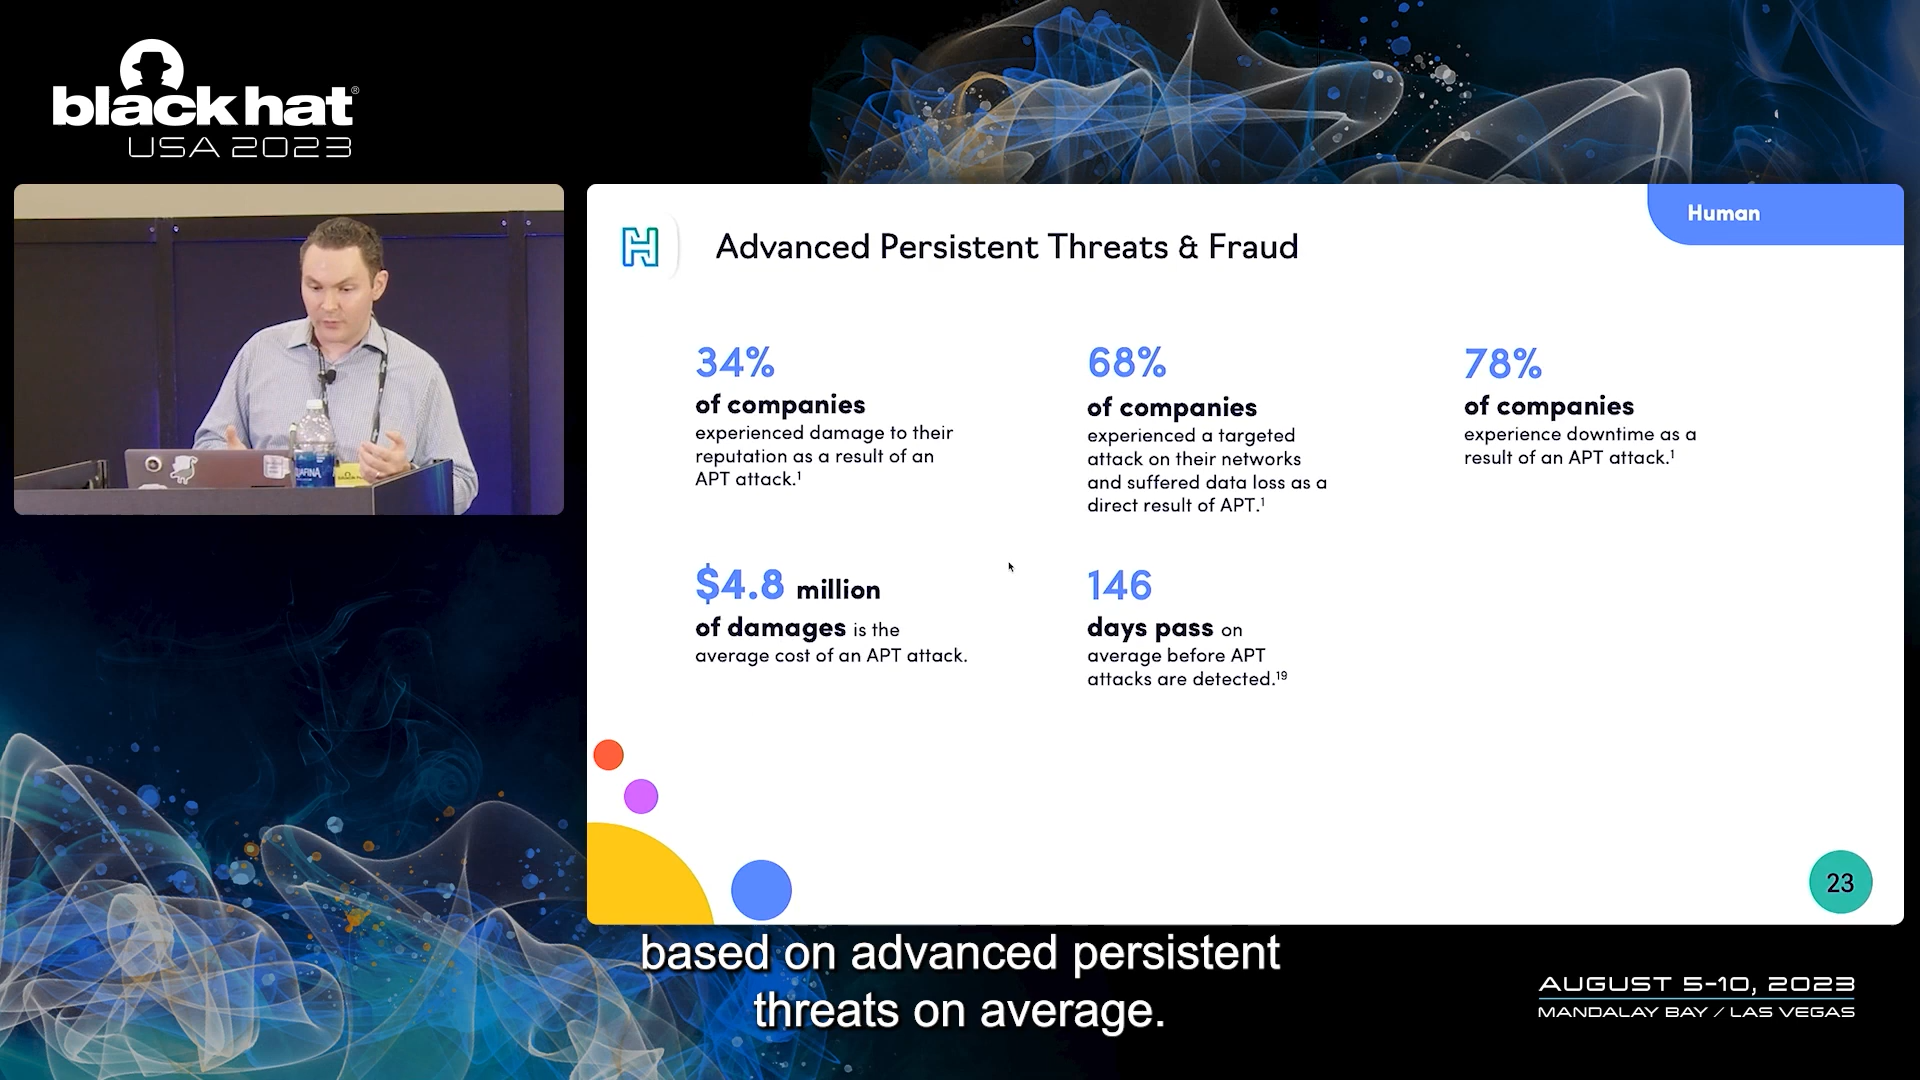 black hat®
USA 2023
Human
Advanced Persistent Threats & Fraud
34%
of companies
experienced damage to their
reputation as a result of an
APT attack.¹
68%
of companies
experienced a targeted
attack on their networks
and suffered data loss as a
direct result of APT.¹
78%
of companies
experience downtime as a
result of an APT attack.¹
$4.8 million
of damages is the
average cost of an APT attack.
146
days pass on
average before APT
attacks are detected.¹⁹
23
based on advanced persistent
threats on average.
AUGUST 5-10, 2023
MANDALAY BAY / LAS VEGAS